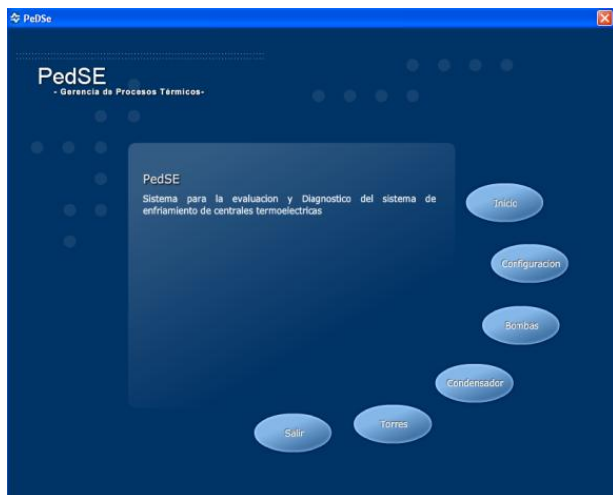 PeDSe
PedSE
- Gerencia de Procesos Térmicos-
PedSE
Sistema para la evaluacion y Diagnostico del sistema de
enfriamiento de centrales termoelectricas
Inicio
Configuración
Bombas
Condensador
Torres
Salir